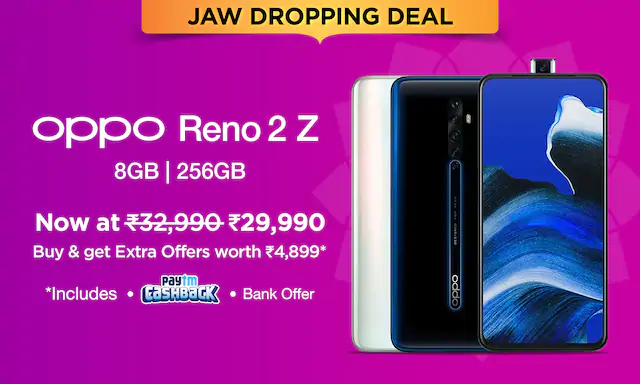 JAW DROPPING DEAL
oppo Reno 2 Z
8GB | 256GB
Now at ₹32,990 ₹29,990
Buy & get Extra Offers worth ₹4,899*
*Includes • paytm CASHBACK • Bank Offer
oppo